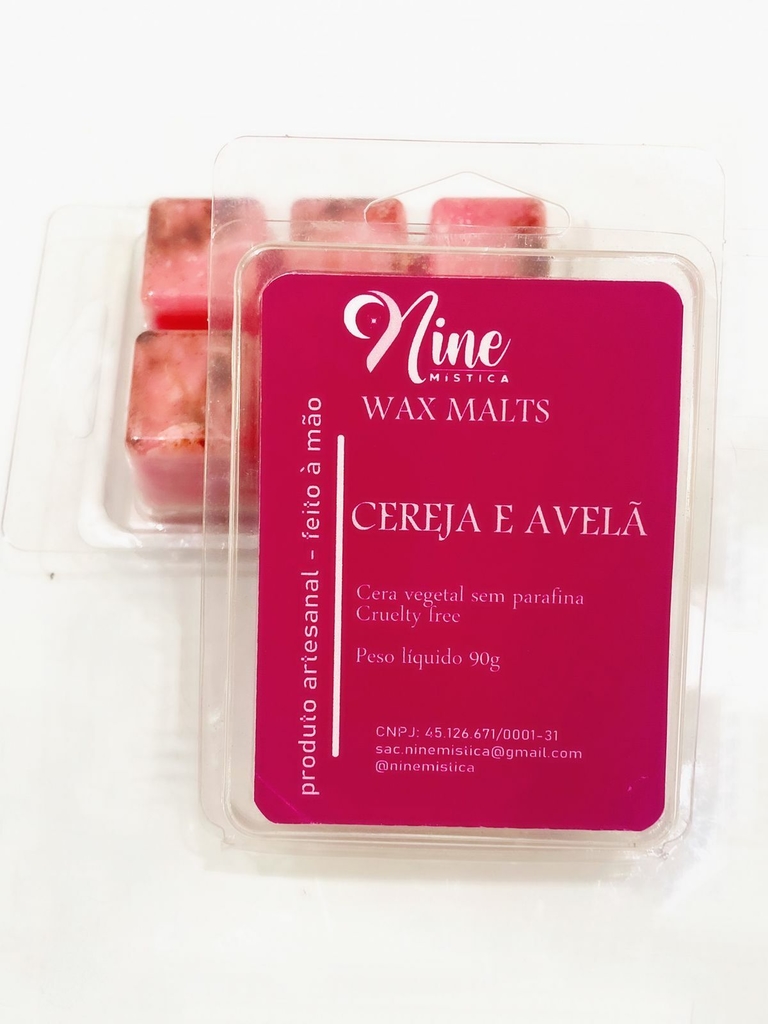 Nine
MÍSTICA
WAX MALTS
produto artesanal - feito à mão
CEREJA E AVELÃ
Cera vegetal sem parafina
Cruelty free
Peso líquido 90g
CNPJ: 45.126.671/0001-31
sac.ninemistica@gmail.com
@ninemistica